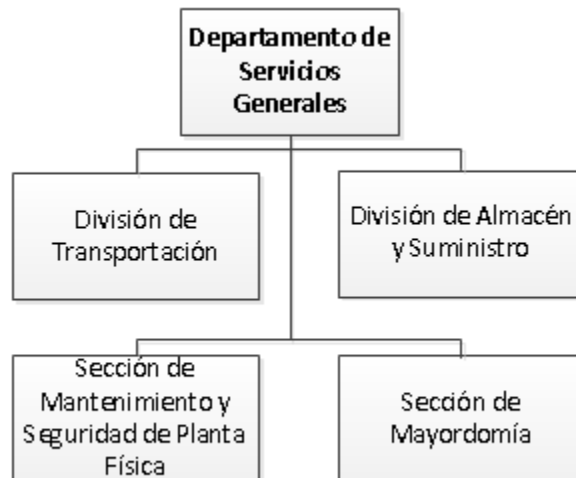 Departamento de
Servicios
Generales
División de
Transportación
División de Almacén
y Suministro
Sección de
Mantenimiento y
Seguridad de Planta
Física
Sección de
Mayordomía